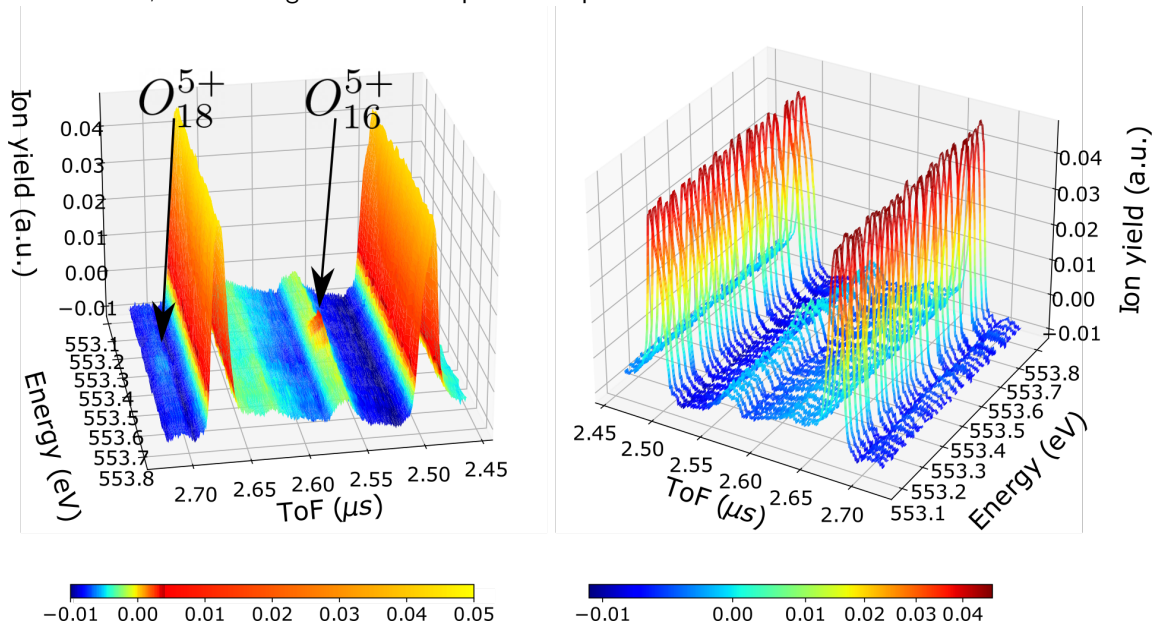 O_{18}^{5+}
O_{16}^{5+}
Ion yield (a.u.)
0.04
0.03
0.02
0.01
0.00
−0.01
553.1
553.2
553.3
553.4
553.5
553.6
553.7
553.8
Energy (eV)
2.70 2.65 2.60 2.55 2.50 2.45
ToF (μs)
−0.01 0.00 0.01 0.02 0.03 0.04 0.05
0.04
0.03
0.02
0.01
0.00
−0.01
Ion yield (a.u.)
553.8
553.7
553.6
553.5
553.4
553.3
553.2
553.1
Energy (eV)
2.45 2.50 2.55 2.60 2.65 2.70
ToF (μs)
−0.01 0.00 0.01 0.02 0.03 0.04